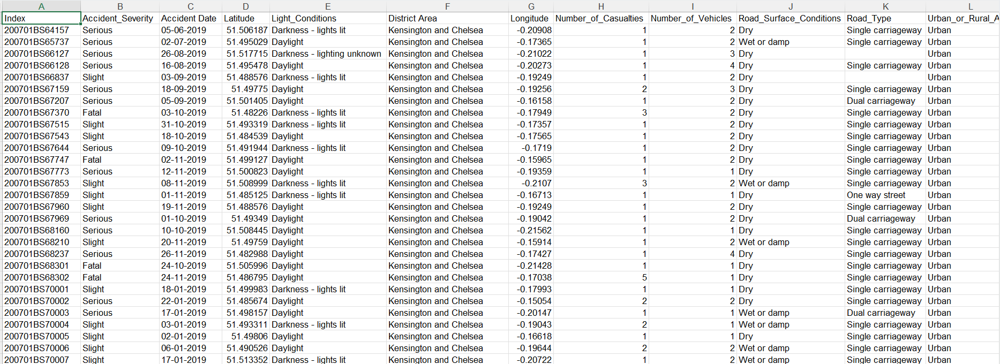 A B C D E F G H I J K L
Index Accident_Severity Accident Date Latitude Light_Conditions District Area Longitude Number_of_Casualties Number_of_Vehicles Road_Surface_Conditions Road_Type Urban_or_Rural_A
200701BS64157 Serious 05-06-2019 51.506187 Darkness - lights lit Kensington and Chelsea -0.20908 1 2 Dry Single carriageway Urban
200701BS65737 Serious 02-07-2019 51.495029 Daylight Kensington and Chelsea -0.17365 1 2 Wet or damp Single carriageway Urban
200701BS66127 Serious 26-08-2019 51.517715 Darkness - lighting unknown Kensington and Chelsea -0.21022 1 3 Dry Urban
200701BS66128 Serious 16-08-2019 51.495478 Daylight Kensington and Chelsea -0.20273 1 4 Dry Single carriageway Urban
200701BS66837 Slight 03-09-2019 51.488576 Darkness - lights lit Kensington and Chelsea -0.19249 1 2 Dry Urban
200701BS67159 Serious 18-09-2019 51.49775 Daylight Kensington and Chelsea -0.19256 2 3 Dry Single carriageway Urban
200701BS67207 Serious 05-09-2019 51.501405 Daylight Kensington and Chelsea -0.16158 1 2 Dry Dual carriageway Urban
200701BS67370 Fatal 03-10-2019 51.48226 Darkness - lights lit Kensington and Chelsea -0.17949 3 2 Dry Single carriageway Urban
200701BS67515 Slight 31-10-2019 51.493319 Darkness - lights lit Kensington and Chelsea -0.17357 1 2 Dry Single carriageway Urban
200701BS67543 Slight 18-10-2019 51.484539 Daylight Kensington and Chelsea -0.17565 1 2 Dry Single carriageway Urban
200701BS67644 Serious 09-10-2019 51.491944 Darkness - lights lit Kensington and Chelsea -0.1719 1 2 Dry Single carriageway Urban
200701BS67747 Fatal 02-11-2019 51.499127 Daylight Kensington and Chelsea -0.15965 1 2 Dry Single carriageway Urban
200701BS67773 Serious 12-11-2019 51.500823 Daylight Kensington and Chelsea -0.19359 1 1 Dry Single carriageway Urban
200701BS67853 Slight 08-11-2019 51.508999 Darkness - lights lit Kensington and Chelsea -0.2107 3 2 Wet or damp Single carriageway Urban
200701BS67859 Slight 01-11-2019 51.485125 Darkness - lights lit Kensington and Chelsea -0.16713 1 1 Dry One way street Urban
200701BS67960 Slight 19-11-2019 51.488576 Daylight Kensington and Chelsea -0.19249 1 2 Dry Single carriageway Urban
200701BS67969 Serious 01-10-2019 51.49349 Daylight Kensington and Chelsea -0.19042 1 2 Dry Dual carriageway Urban
200701BS68160 Serious 10-10-2019 51.508445 Daylight Kensington and Chelsea -0.21562 1 1 Dry Single carriageway Urban
200701BS68210 Slight 20-11-2019 51.49759 Daylight Kensington and Chelsea -0.15914 1 2 Wet or damp Single carriageway Urban
200701BS68237 Serious 26-11-2019 51.482988 Daylight Kensington and Chelsea -0.17427 1 4 Dry Single carriageway Urban
200701BS68301 Fatal 24-10-2019 51.505996 Daylight Kensington and Chelsea -0.21428 1 1 Dry Single carriageway Urban
200701BS68302 Fatal 24-11-2019 51.486795 Daylight Kensington and Chelsea -0.17038 5 1 Dry Single carriageway Urban
200701BS70001 Slight 18-01-2019 51.499983 Darkness - lights lit Kensington and Chelsea -0.17993 1 1 Dry Single carriageway Urban
200701BS70002 Serious 22-01-2019 51.485674 Daylight Kensington and Chelsea -0.15054 2 2 Dry Single carriageway Urban
200701BS70003 Serious 17-01-2019 51.498157 Daylight Kensington and Chelsea -0.20147 1 1 Wet or damp Dual carriageway Urban
200701BS70004 Slight 03-01-2019 51.493311 Darkness - lights lit Kensington and Chelsea -0.19043 2 1 Wet or damp Single carriageway Urban
200701BS70005 Slight 02-01-2019 51.49806 Daylight Kensington and Chelsea -0.16618 1 1 Dry Single carriageway Urban
200701BS70006 Slight 06-01-2019 51.490526 Daylight Kensington and Chelsea -0.19644 2 2 Wet or damp Single carriageway Urban
200701BS70007 Slight 17-01-2019 51.513352 Darkness - lights lit Kensington and Chelsea -0.20722 1 2 Wet or damp Single carriageway Urban